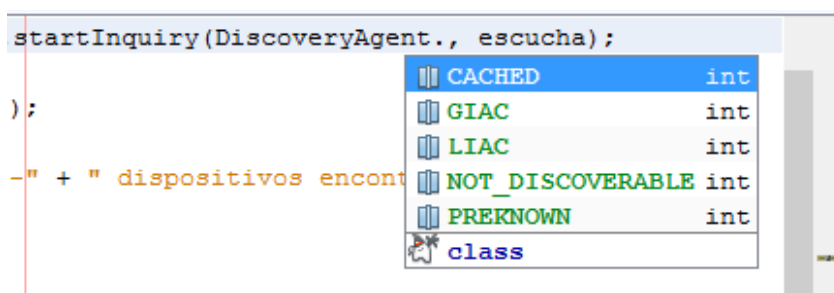 startInquiry(DiscoveryAgent., escucha);
CACHED int
);
GIAC int
LIAC int
-" + " dispositivos encont
NOT_DISCOVERABLE int
PREKNOWN int
class